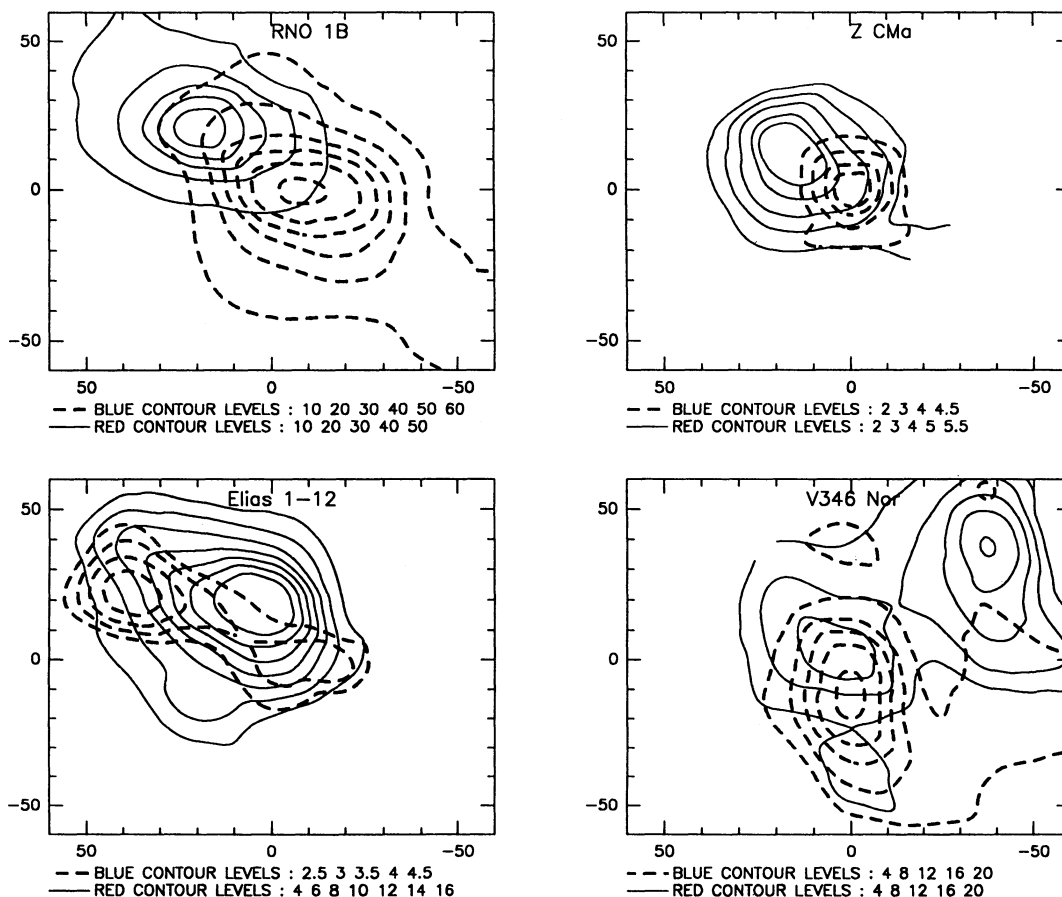 RNO 1B
50
0
-50
50 0 -50
BLUE CONTOUR LEVELS : 10 20 30 40 50 60
RED CONTOUR LEVELS : 10 20 30 40 50
Z CMa
50
0
-50
50 0 -50
BLUE CONTOUR LEVELS : 2 3 4 4.5
RED CONTOUR LEVELS : 2 3 4 5 5.5
Elias 1-12
50
0
-50
50 0 -50
BLUE CONTOUR LEVELS : 2.5 3 3.5 4 4.5
RED CONTOUR LEVELS : 4 6 8 10 12 14 16
V346 Nor
50
0
-50
50 0 -50
BLUE CONTOUR LEVELS : 4 8 12 16 20
RED CONTOUR LEVELS : 4 8 12 16 20